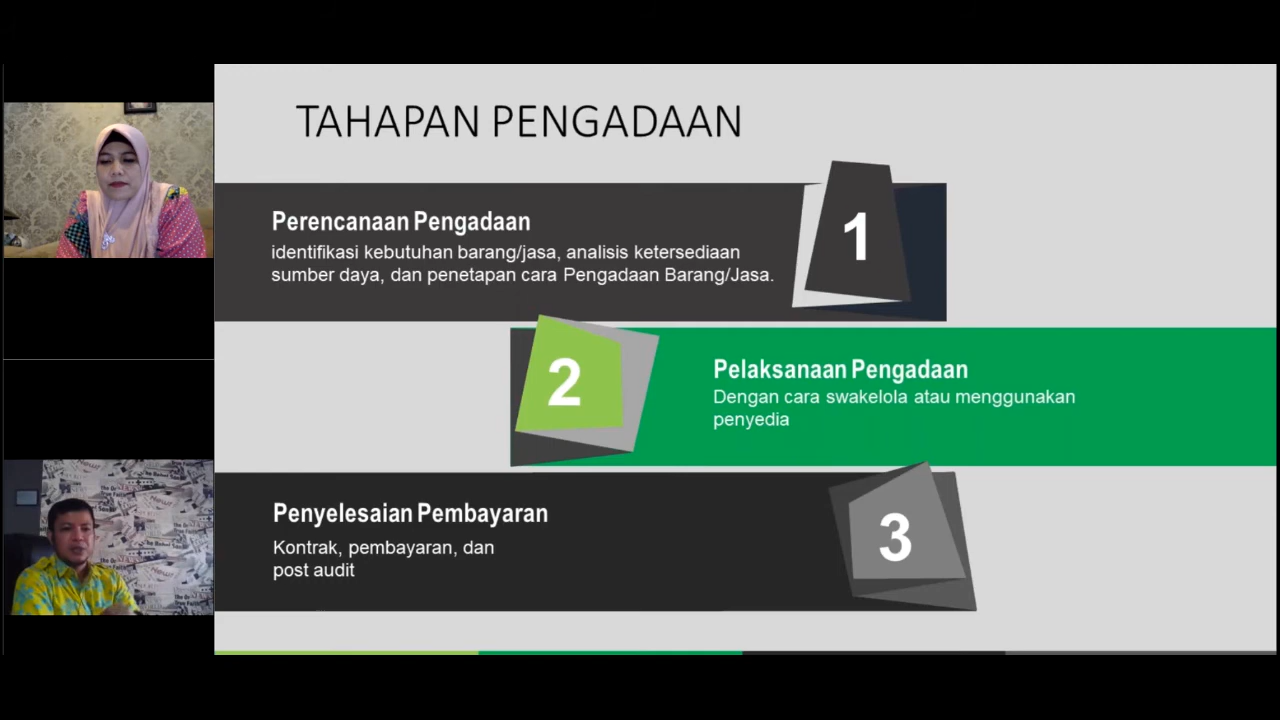 TAHAPAN PENGADAAN
Perencanaan Pengadaan
identifikasi kebutuhan barang/jasa, analisis ketersediaan
sumber daya, dan penetapan cara Pengadaan Barang/Jasa.
1
2
Pelaksanaan Pengadaan
Dengan cara swakelola atau menggunakan
penyedia
Penyelesaian Pembayaran
Kontrak, pembayaran, dan
post audit
3